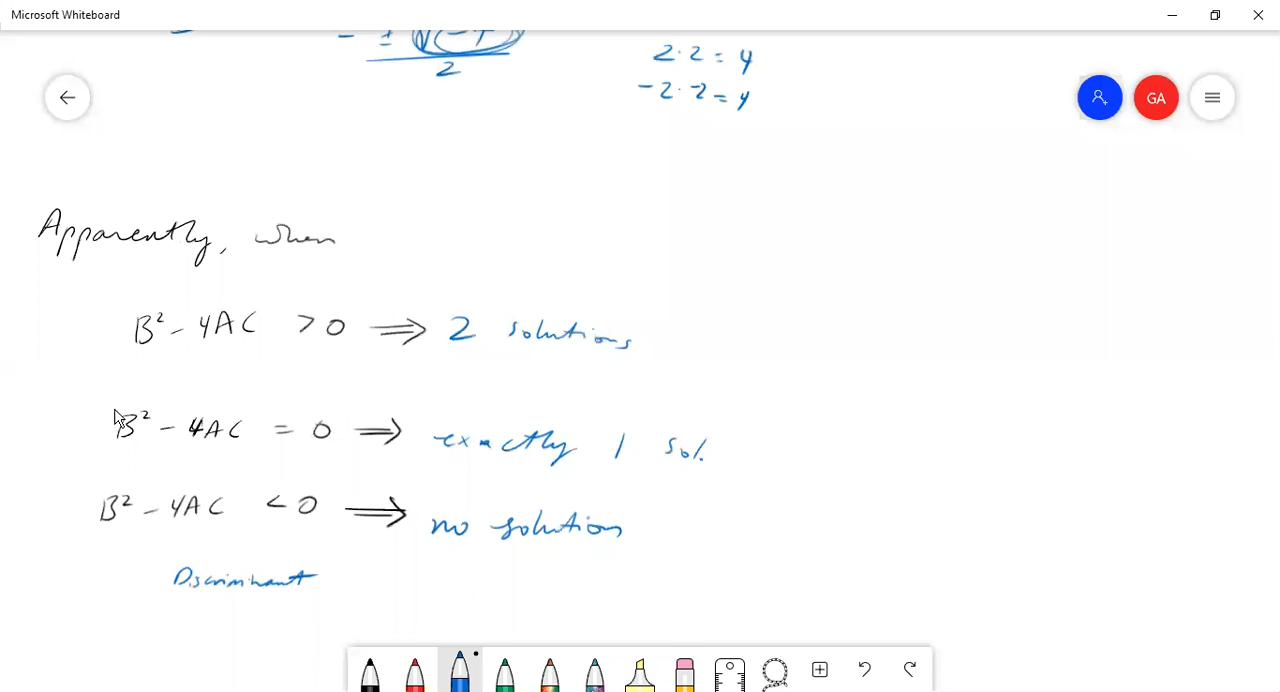 Microsoft Whiteboard
2
2 · 2 = 4
-2 · -2 = 4
GA
Apparently, when
B² - 4AC > 0 ⟹ 2 solutions
B² - 4AC = 0 ⟹ exactly 1 sol.
B² - 4AC < 0 ⟹ no solution
Discriminant